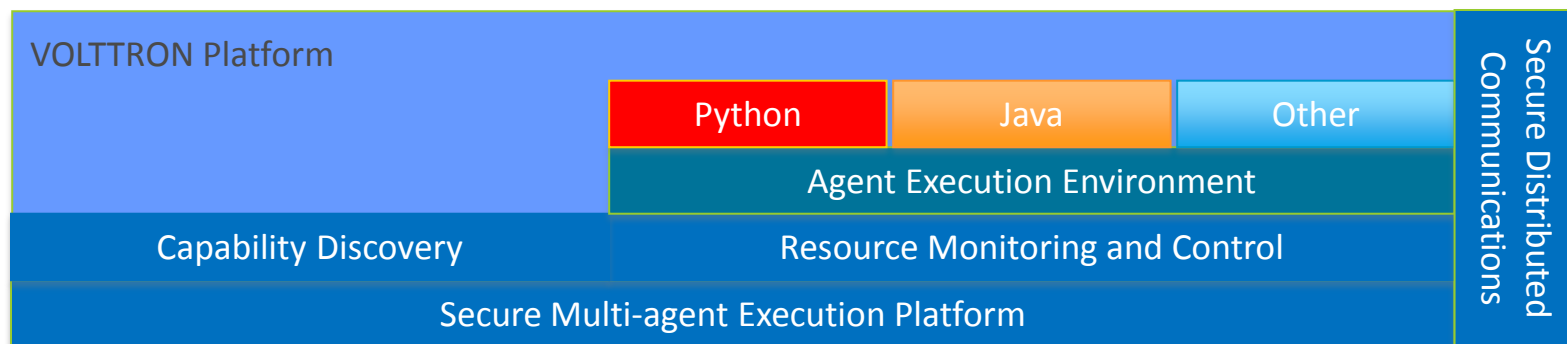 VOLTTRON Platform
Python
Java
Other
Agent Execution Environment
Capability Discovery
Resource Monitoring and Control
Secure Multi-agent Execution Platform
Secure Distributed
Communications